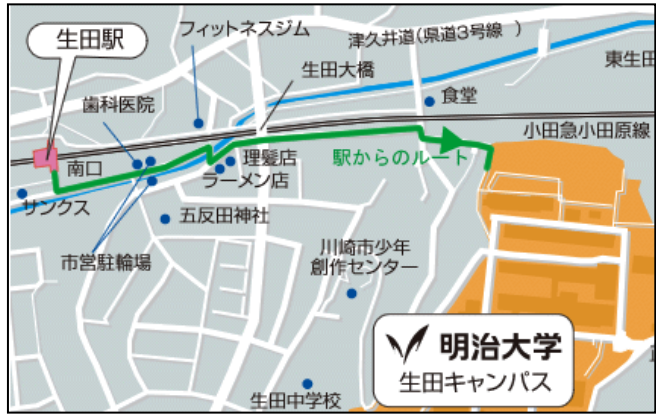 フィットネスジム
津久井道(県道3号線 )
生田駅
生田大橋
東生田
歯科医院
食堂
小田急小田原線
南口
理髪店
駅からのルート
ラーメン店
サンクス
五反田神社
市営駐輪場
川崎市少年
創作センター
明治大学
生田キャンパス
生田中学校